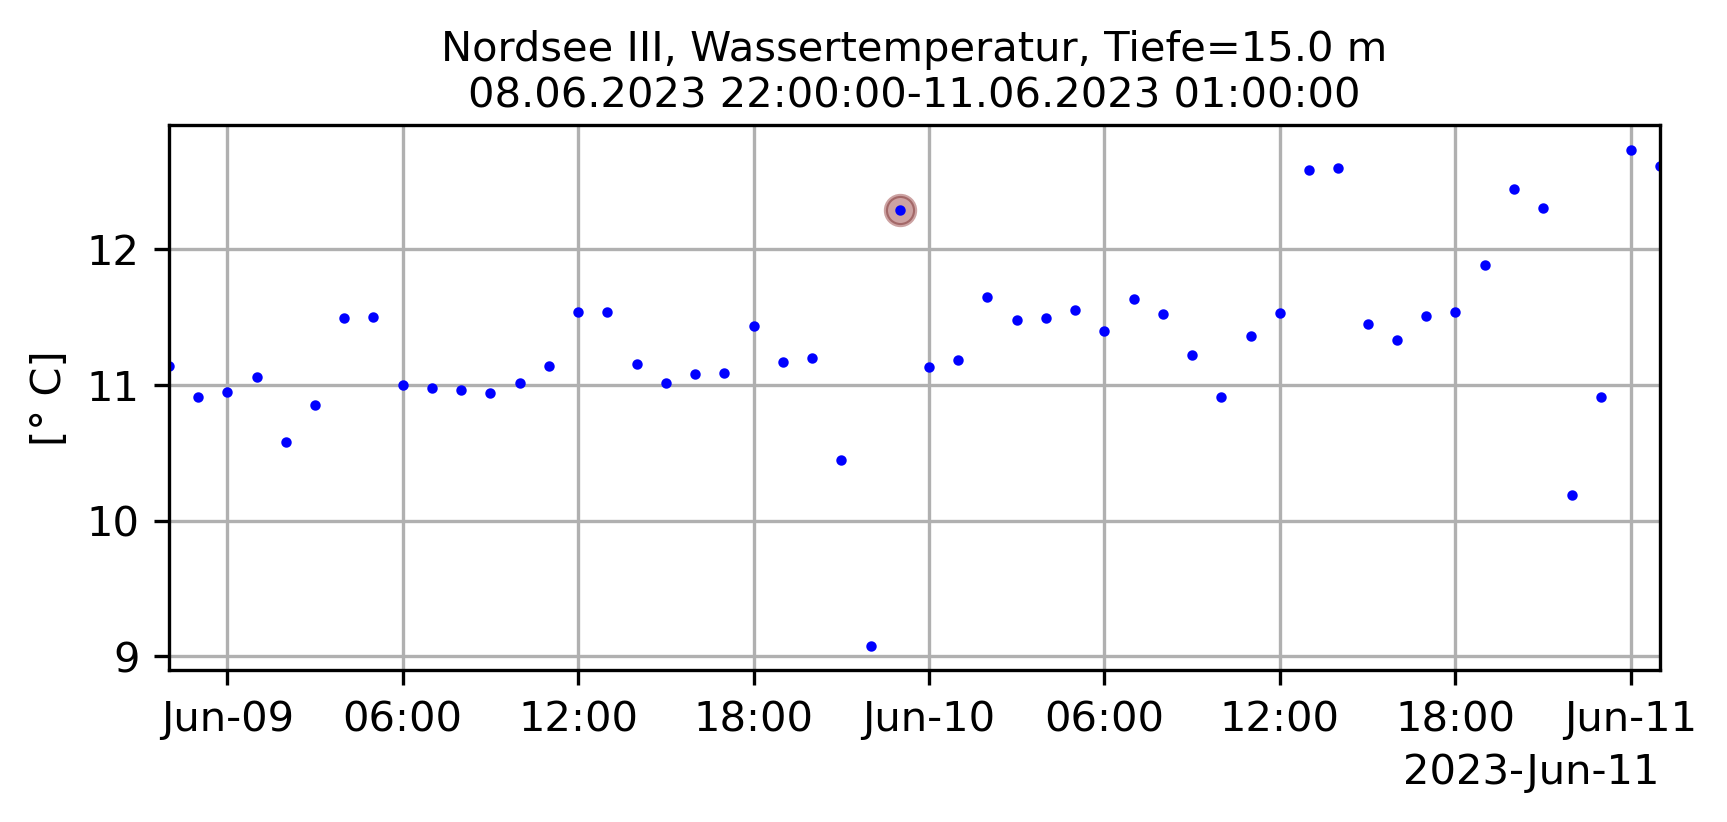 Nordsee III, Wassertemperatur, Tiefe=15.0 m
08.06.2023 22:00:00-11.06.2023 01:00:00
[° C]
12
11
10
9
Jun-09 06:00 12:00 18:00 Jun-10 06:00 12:00 18:00 Jun-11
2023-Jun-11